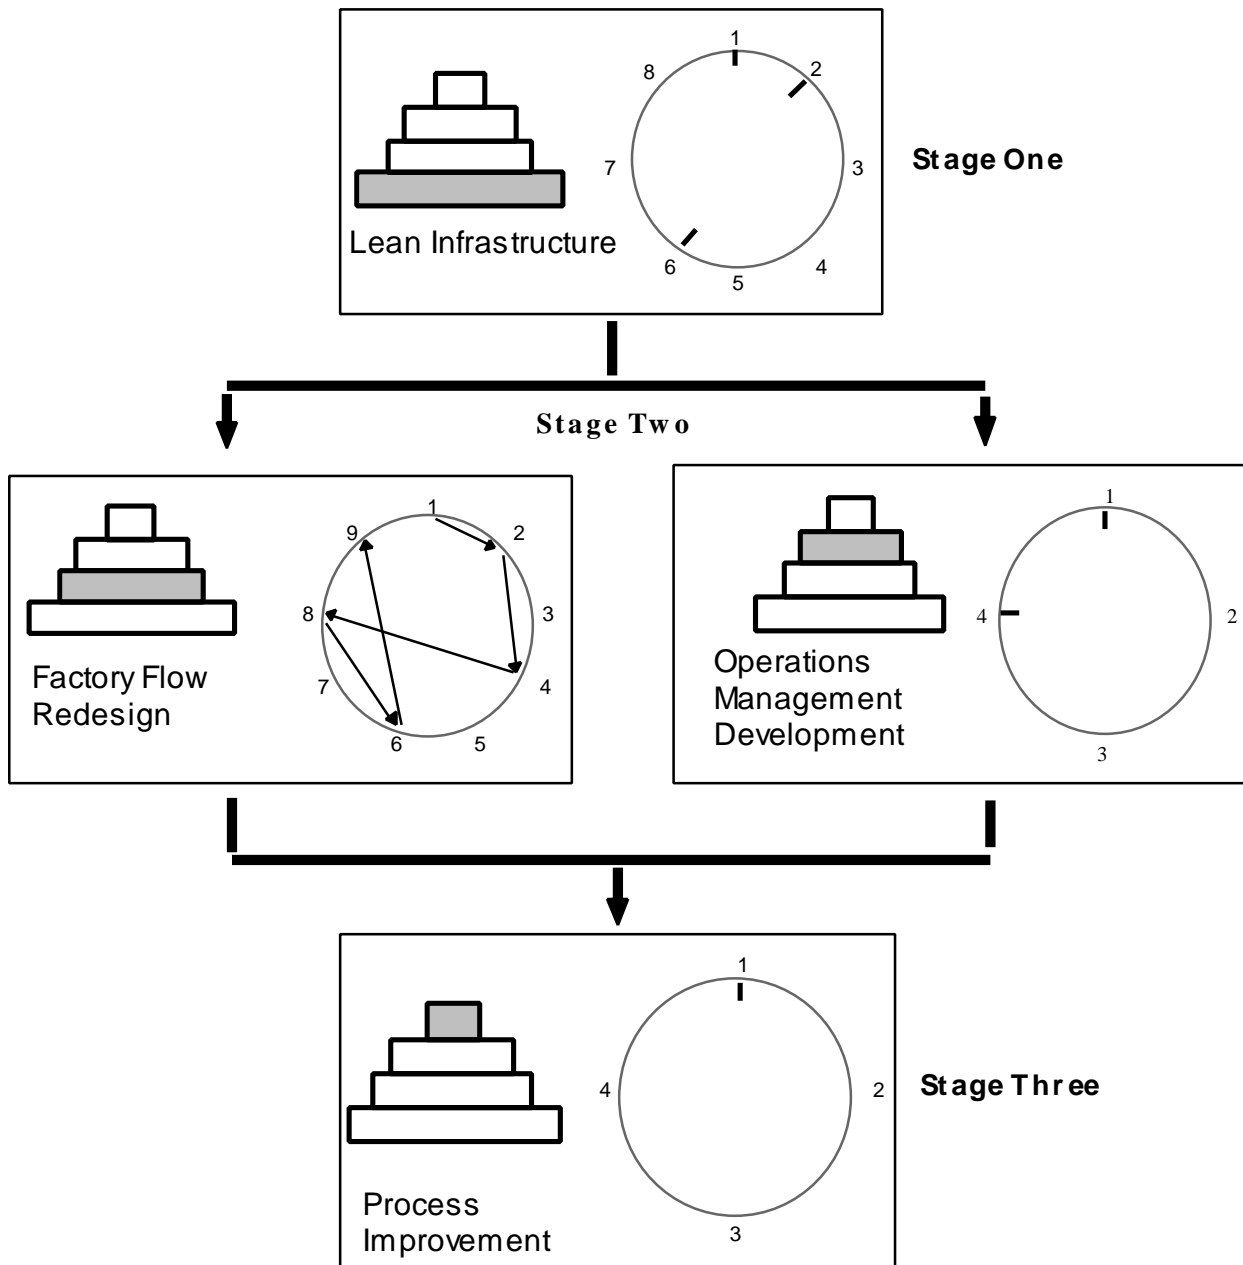 1
8
2
7
3
Stage One
Lean Infrastructure
6
4
5
Stage Two
1
9
2
8
3
Factory Flow
Redesign
7
4
6
5
1
4
2
Operations
Management
Development
3
1
4
2
Stage Three
Process
Improvement
3